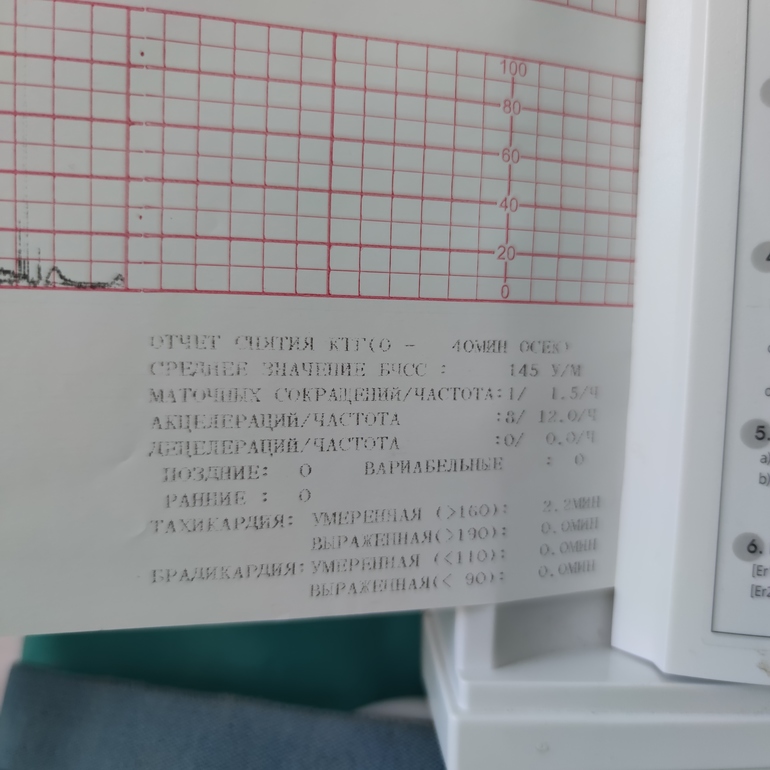 100
80
60
40
20
0
ОТЧЕТ СНЯТИЯ КТГ(0 - 40МИН 0СЕК)
СРЕДНЕЕ ЗНАЧЕНИЕ БЧСС : 145 У/М
МАТОЧНЫХ СОКРАЩЕНИЙ/ЧАСТОТА:1/ 1.5/Ч
АКЦЕЛЕРАЦИЙ/ЧАСТОТА :8/ 12.0/Ч
ДЕЦЕЛЕРАЦИЙ/ЧАСТОТА :0/ 0.0/Ч
ПОЗДНИЕ: 0 ВАРИАБЕЛЬНЫЕ : 0
РАННИЕ : 0
ТАХИКАРДИЯ: УМЕРЕННАЯ (>160): 2.2МИН
ВЫРАЖЕННАЯ(>190): 0.0МИН
БРАДИКАРДИЯ: УМЕРЕННАЯ (<110): 0.0МИН
ВЫРАЖЕННАЯ(< 90): 0.0МИН
5.
a)
b)
6.
[Er
[Er2